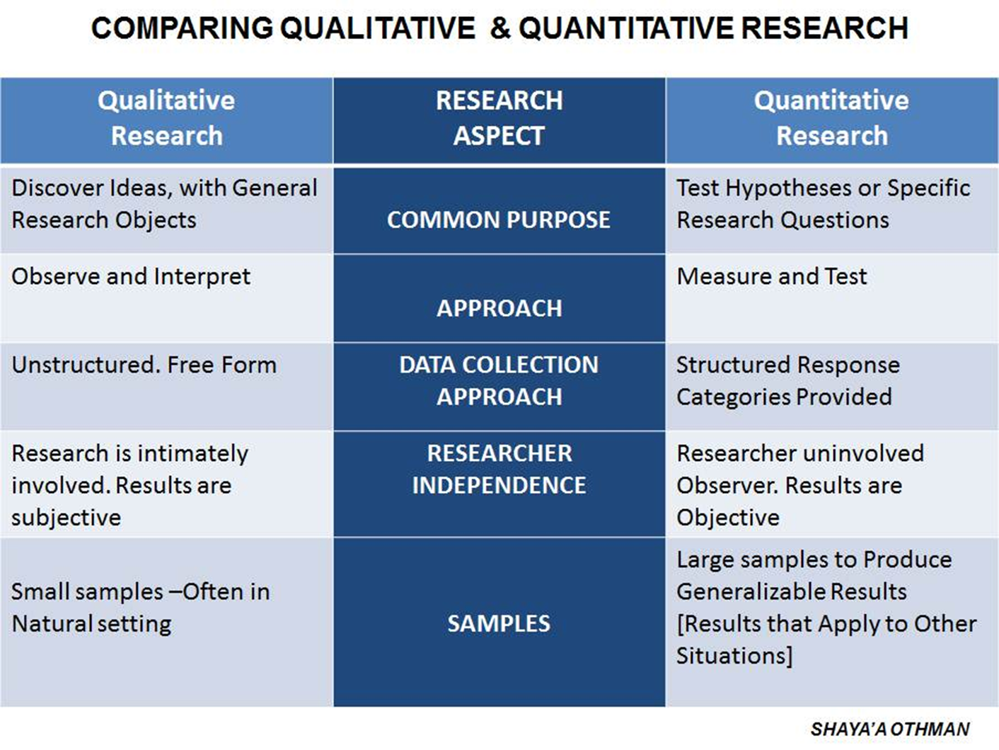 COMPARING QUALITATIVE & QUANTITATIVE RESEARCH
Qualitative
Research
RESEARCH
ASPECT
Quantitative
Research
Discover Ideas, with General
Research Objects
COMMON PURPOSE
Test Hypotheses or Specific
Research Questions
Observe and Interpret
APPROACH
Measure and Test
Unstructured. Free Form
DATA COLLECTION
APPROACH
Structured Response
Categories Provided
Research is intimately
involved. Results are
subjective
RESEARCHER
INDEPENDENCE
Researcher uninvolved
Observer. Results are
Objective
Small samples –Often in
Natural setting
SAMPLES
Large samples to Produce
Generalizable Results
[Results that Apply to Other
Situations]
SHAYA’A OTHMAN